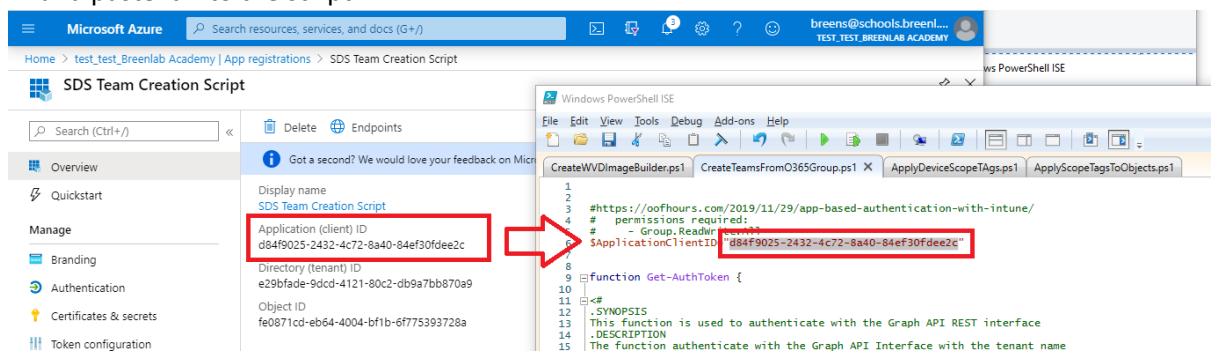 Microsoft Azure
Search resources, services, and docs (G+/)
3
breens@schools.breenl....
TEST_TEST_BREENLAB ACADEMY
Home > test_test_Breenlab Academy | App registrations > SDS Team Creation Script
SDS Team Creation Script
Search (Ctrl+/)
«
Overview
Quickstart
Manage
Branding
Authentication
Certificates & secrets
Token configuration
Delete
Endpoints
Got a second? We would love your feedback on Micr
Display name
SDS Team Creation Script
Application (client) ID
d84f9025-2432-4c72-8a40-84ef30fdee2c
Directory (tenant) ID
e29bfade-9dcd-4121-80c2-db9a7bb870a9
Object ID
fe0871cd-eb64-4004-bf1b-6f775393728a
ws PowerShell ISE
Windows PowerShell ISE
File Edit View Tools Debug Add-ons Help
CreateWVDImageBuilder.ps1 CreateTeamsFromO365Group.ps1 X ApplyDeviceScopeTAgs.ps1 ApplyScopeTagsToObjects.ps1
1
2
3 #https://oofhours.com/2019/11/29/app-based-authentication-with-intune/
4 # permissions required:
5 # - Group.ReadWrite.All
6 $ApplicationClientID "d84f9025-2432-4c72-8a40-84ef30fdee2c"
7
8
9 function Get-AuthToken {
10
11 <#
12 .SYNOPSIS
13 This function is used to authenticate with the Graph API REST interface
14 .DESCRIPTION
15 The function authenticate with the Graph API Interface with the tenant name